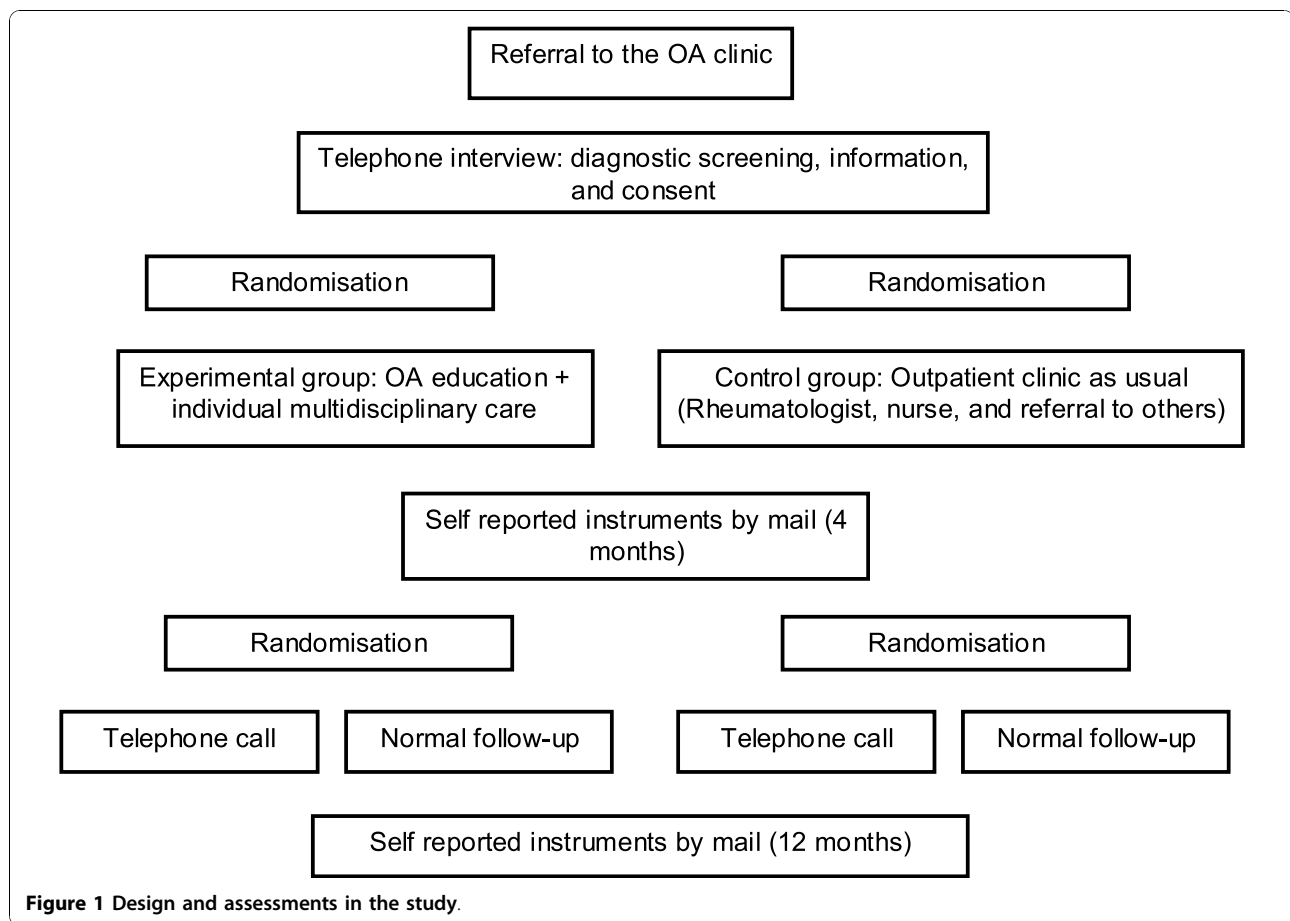 Referral to the OA clinic
Telephone interview: diagnostic screening, information,
and consent
Randomisation
Randomisation
Experimental group: OA education +
individual multidisciplinary care
Control group: Outpatient clinic as usual
(Rheumatologist, nurse, and referral to others)
Self reported instruments by mail (4
months)
Randomisation
Randomisation
Telephone call
Normal follow-up
Telephone call
Normal follow-up
Self reported instruments by mail (12 months)
Figure 1 Design and assessments in the study.